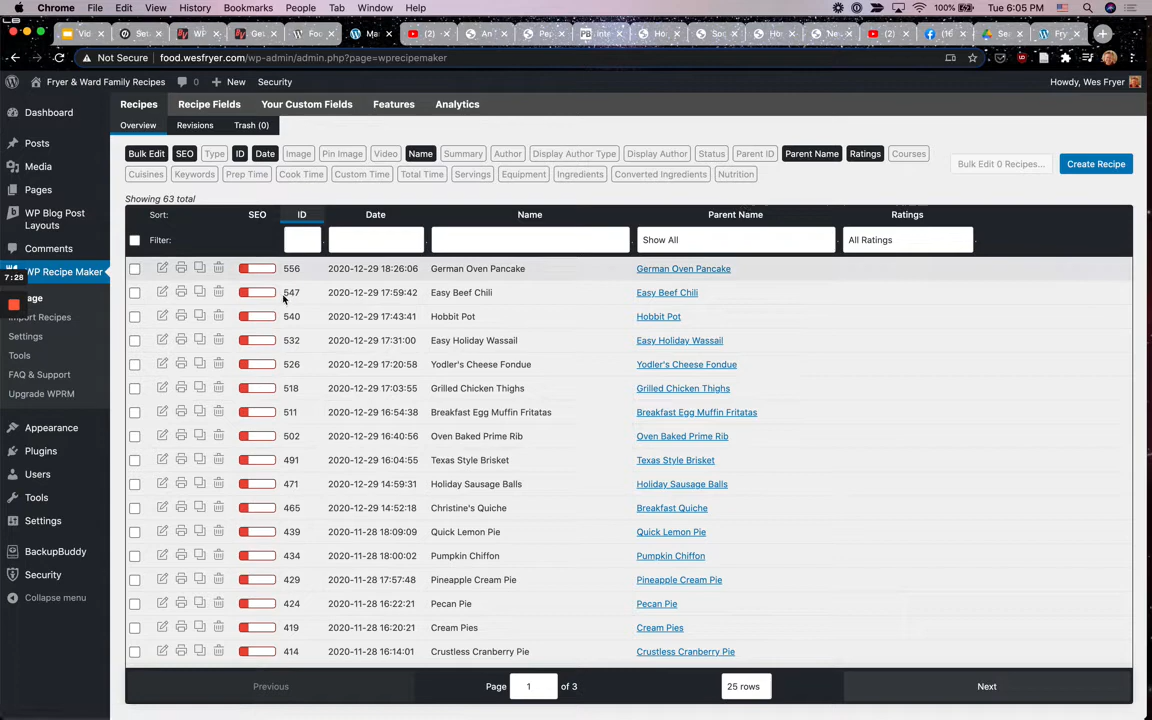 Chrome File Edit View History Bookmarks People Tab Window Help 100% Tue 6:05 PM
Not Secure food.wesfryer.com/wp-admin/admin.php?page=wprecipemaker
Fryer & Ward Family Recipes 0 + New Security Howdy, Wes Fryer
Dashboard
Posts
Media
Pages
WP Blog Post
Layouts
Comments
WP Recipe Maker
7:28
Import Recipes
Settings
Tools
FAQ & Support
Upgrade WPRM
Appearance
Plugins
Users
Tools
Settings
BackupBuddy
Security
Collapse menu
Recipes Recipe Fields Your Custom Fields Features Analytics
Overview Revisions Trash (0)
Bulk Edit SEO Type ID Date Image Pin Image Video Name Summary Author Display Author Type Display Author Status Parent ID Parent Name Ratings Courses
Cuisines Keywords Prep Time Cook Time Custom Time Total Time Servings Equipment Ingredients Converted Ingredients Nutrition
Bulk Edit 0 Recipes... Create Recipe
Showing 63 total
Sort: SEO ID Date Name Parent Name Ratings
Filter: Show All All Ratings
556 2020-12-29 18:26:06 German Oven Pancake German Oven Pancake
547 2020-12-29 17:59:42 Easy Beef Chili Easy Beef Chili
540 2020-12-29 17:43:41 Hobbit Pot Hobbit Pot
532 2020-12-29 17:31:00 Easy Holiday Wassail Easy Holiday Wassail
526 2020-12-29 17:20:58 Yodler's Cheese Fondue Yodler's Cheese Fondue
518 2020-12-29 17:03:55 Grilled Chicken Thighs Grilled Chicken Thighs
511 2020-12-29 16:54:38 Breakfast Egg Muffin Fritatas Breakfast Egg Muffin Fritatas
502 2020-12-29 16:40:56 Oven Baked Prime Rib Oven Baked Prime Rib
491 2020-12-29 16:04:55 Texas Style Brisket Texas Style Brisket
471 2020-12-29 14:59:31 Holiday Sausage Balls Holiday Sausage Balls
465 2020-12-29 14:52:18 Christine's Quiche Breakfast Quiche
439 2020-11-28 18:09:09 Quick Lemon Pie Quick Lemon Pie
434 2020-11-28 18:00:02 Pumpkin Chiffon Pumpkin Chiffon
429 2020-11-28 17:57:48 Pineapple Cream Pie Pineapple Cream Pie
424 2020-11-28 16:22:21 Pecan Pie Pecan Pie
419 2020-11-28 16:20:21 Cream Pies Cream Pies
414 2020-11-28 16:14:01 Crustless Cranberry Pie Crustless Cranberry Pie
Previous Page 1 of 3 25 rows Next